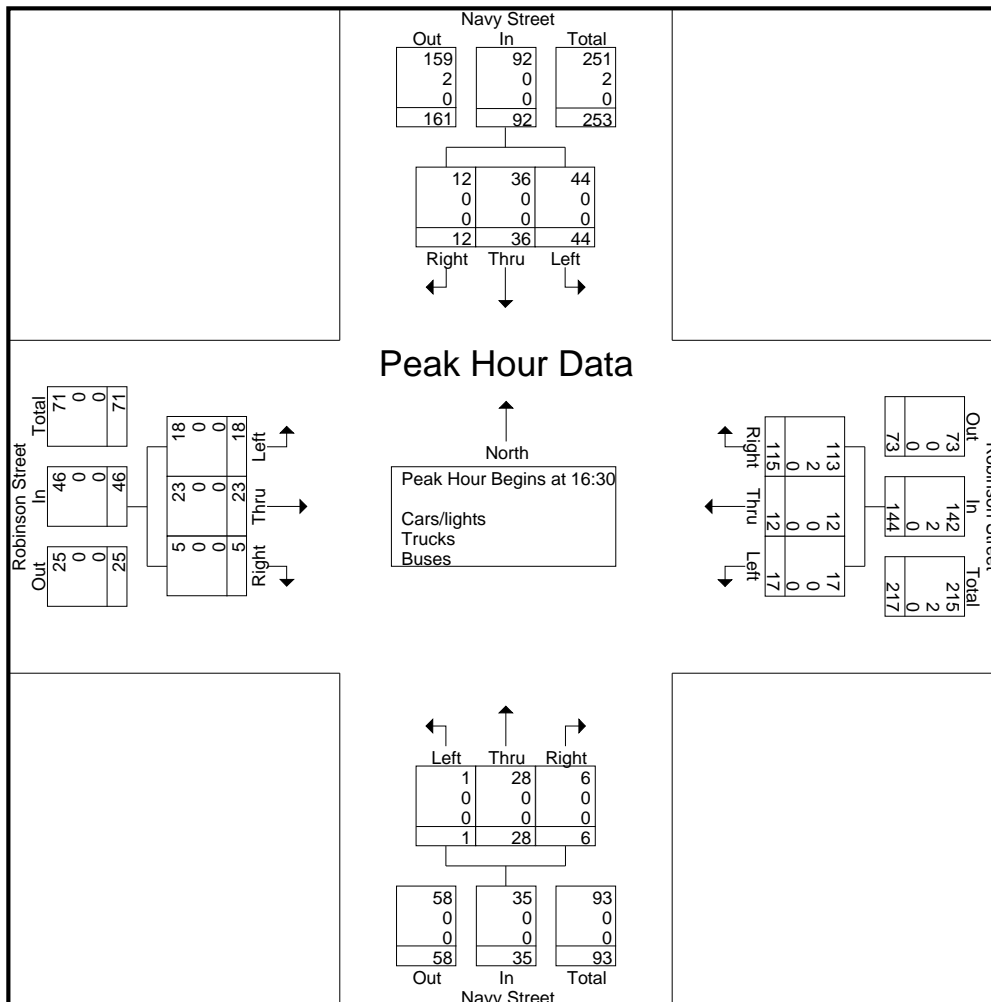 Navy Street
Out In Total
159 92 251
2 0 2
0 0 0
161 92 253
12 36 44
0 0 0
0 0 0
12 36 44
Right Thru Left
Peak Hour Data
North
Peak Hour Begins at 16:30
Cars/lights
Trucks
Buses
Robinson Street
Out In Total
25 46 71
0 0 0
0 0 0
25 46 71
Right Thru Left
5 23 18
0 0 0
0 0 0
5 23 18
Robinson Street
Out In Total
73 142 215
0 2 2
0 0 0
73 144 217
Right Thru Left
113 12 17
2 0 0
0 0 0
115 12 17
Left Thru Right
1 28 6
0 0 0
0 0 0
1 28 6
58 35 93
0 0 0
0 0 0
58 35 93
Out In Total
Navy Street